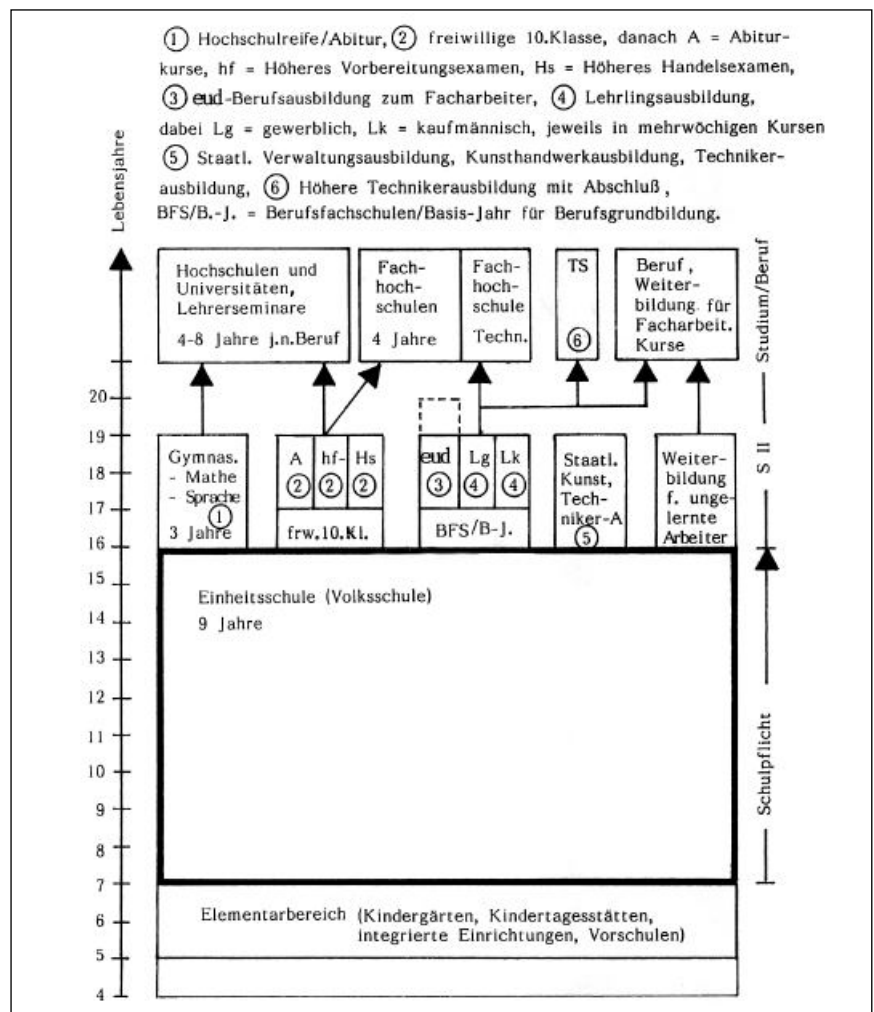 ① Hochschulreife/Abitur, ② freiwillige 10.Klasse, danach A = Abitur-
kurse, hf = Höheres Vorbereitungsexamen, Hs = Höheres Handelsexamen,
③ eud-Berufsausbildung zum Facharbeiter, ④ Lehrlingsausbildung,
dabei Lg = gewerblich, Lk = kaufmännisch, jeweils in mehrwöchigen Kursen
⑤ Staatl. Verwaltungsausbildung, Kunsthandwerkausbildung, Techniker-
ausbildung, ⑥ Höhere Technikerausbildung mit Abschluß,
BFS/B.-J. = Berufsfachschulen/Basis-Jahr für Berufsgrundbildung.
Lebensjahre
Hochschulen und
Universitäten,
Lehrerseminare
4-8 Jahre j.n.Beruf
Fach-
hoch-
schulen
4 Jahre
Fach-
hoch-
schule
Techn.
TS
⑥
Beruf,
Weiter-
bildung für
Facharbeit.
Kurse
Studium/Beruf
20
19
18
17
16
15
14
13
12
11
10
9
8
7
6
5
4
Gymnas.
- Mathe
- Sprache
①
3 Jahre
A
②
hf-
②
Hs
②
frw.10.Kl.
eud
③
Lg
④
Lk
④
BFS/B-J.
Staatl.
Kunst,
Tech-
niker-A
⑤
Weiter-
bildung
f. unge-
lernte
Arbeiter
S II
Einheitsschule (Volksschule)
9 Jahre
Schulpflicht
Elementarbereich (Kindergärten, Kindertagesstätten,
integrierte Einrichtungen, Vorschulen)